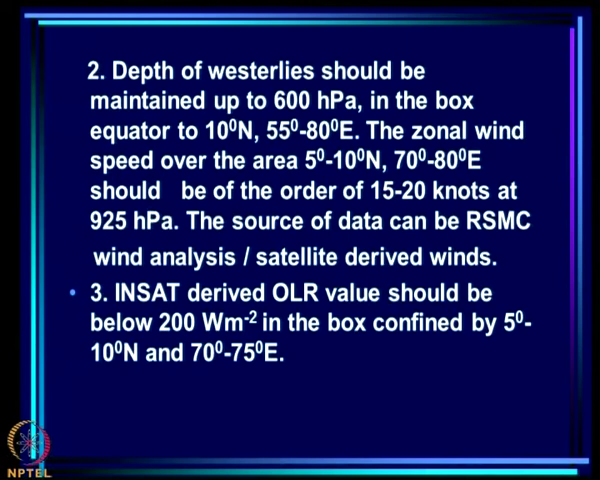 2. Depth of westerlies should be
maintained up to 600 hPa, in the box
equator to 10⁰N, 55⁰-80⁰E. The zonal wind
speed over the area 5⁰-10⁰N, 70⁰-80⁰E
should be of the order of 15-20 knots at
925 hPa. The source of data can be RSMC
wind analysis / satellite derived winds.
• 3. INSAT derived OLR value should be
below 200 Wm⁻² in the box confined by 5⁰-
10⁰N and 70⁰-75⁰E.
NPTEL